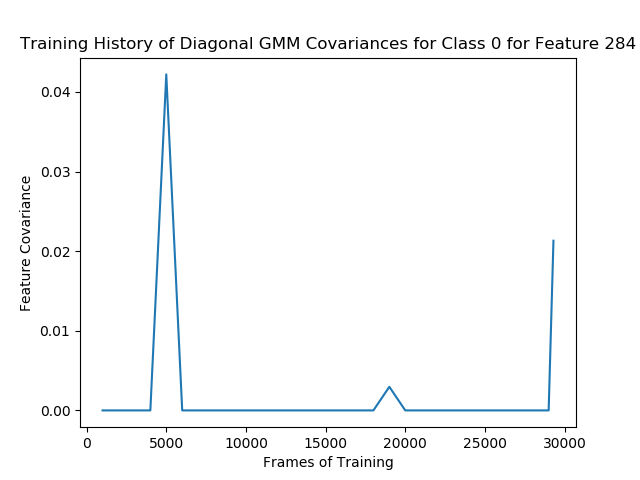 Training History of Diagonal GMM Covariances for Class 0 for Feature 284
0.04
0.03
0.02
0.01
0.00
Feature Covariance
0 5000 10000 15000 20000 25000 30000
Frames of Training